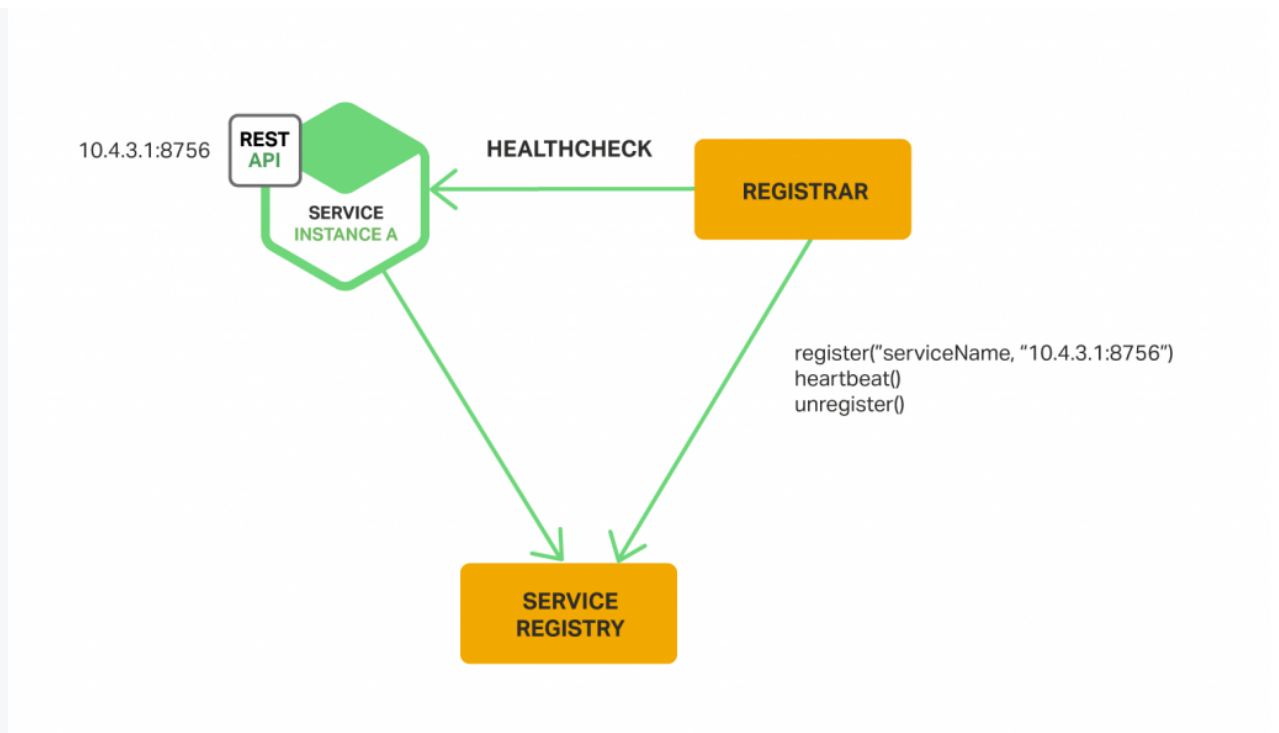 10.4.3.1:8756
REST
API
SERVICE
INSTANCE A
HEALTHCHECK
REGISTRAR
register(”serviceName, “10.4.3.1:8756”)
heartbeat()
unregister()
SERVICE
REGISTRY